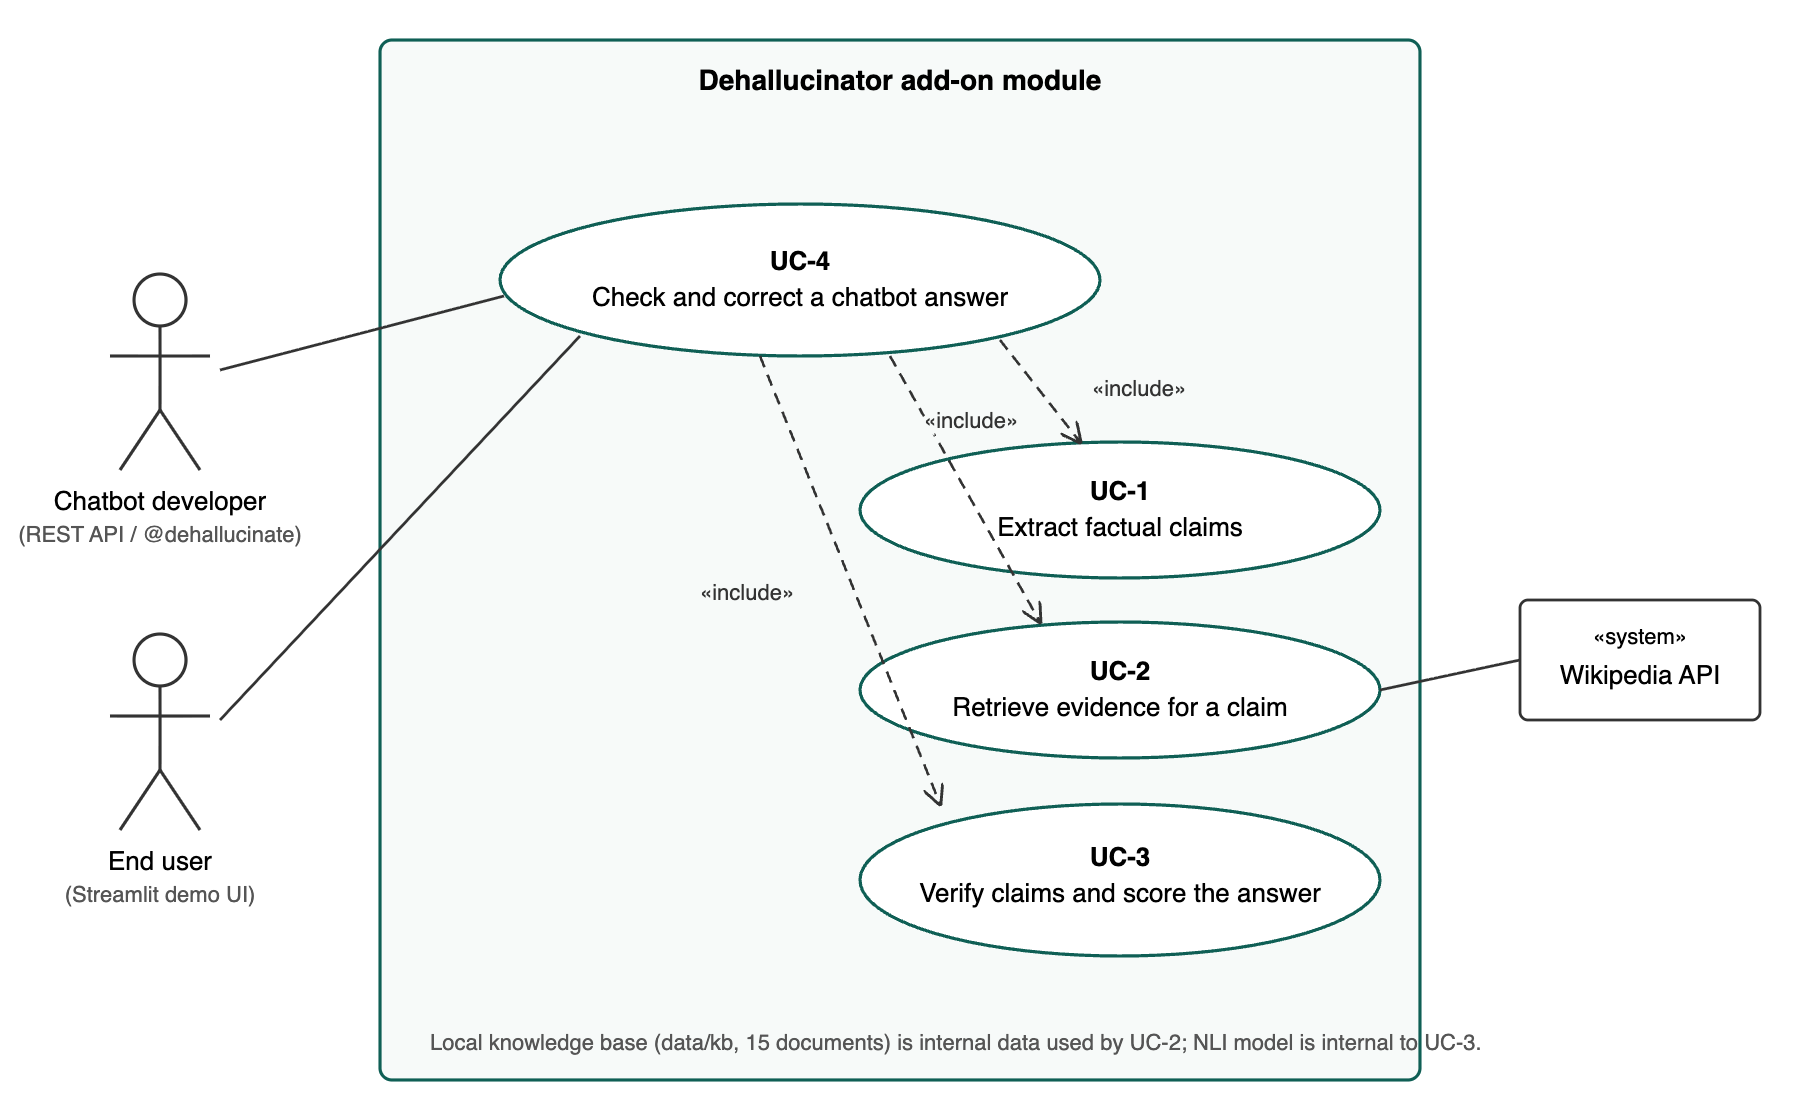 Dehallucinator add-on module
UC-4
Check and correct a chatbot answer
«include»
«include»
UC-1
Extract factual claims
Chatbot developer
(REST API / @dehallucinate)
«include»
«system»
Wikipedia API
UC-2
Retrieve evidence for a claim
End user
(Streamlit demo UI)
UC-3
Verify claims and score the answer
Local knowledge base (data/kb, 15 documents) is internal data used by UC-2; NLI model is internal to UC-3.